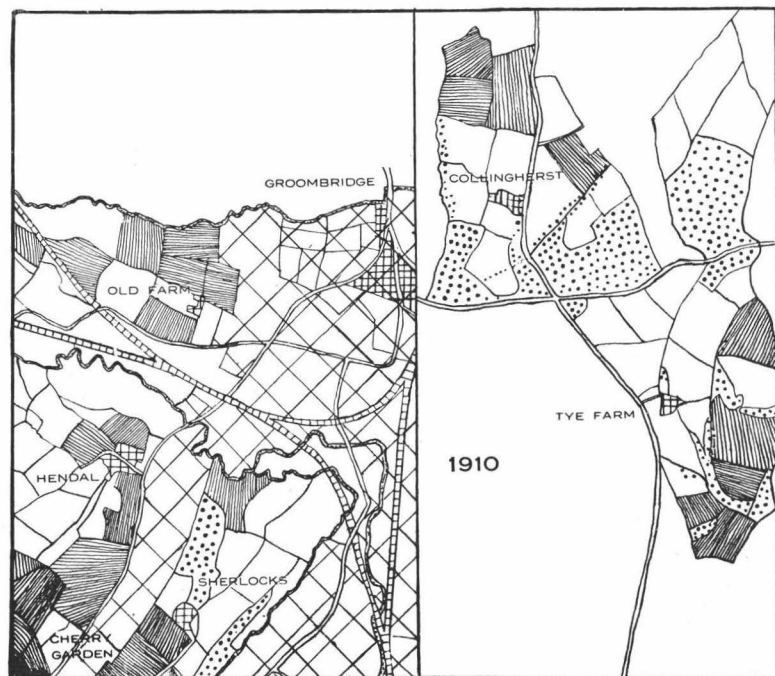 GROOMBRIDGE
COLLINGHERST
OLD FARM
TYE FARM
1910
HENDAL
SHERLOCKS
CHERRY
GARDEN